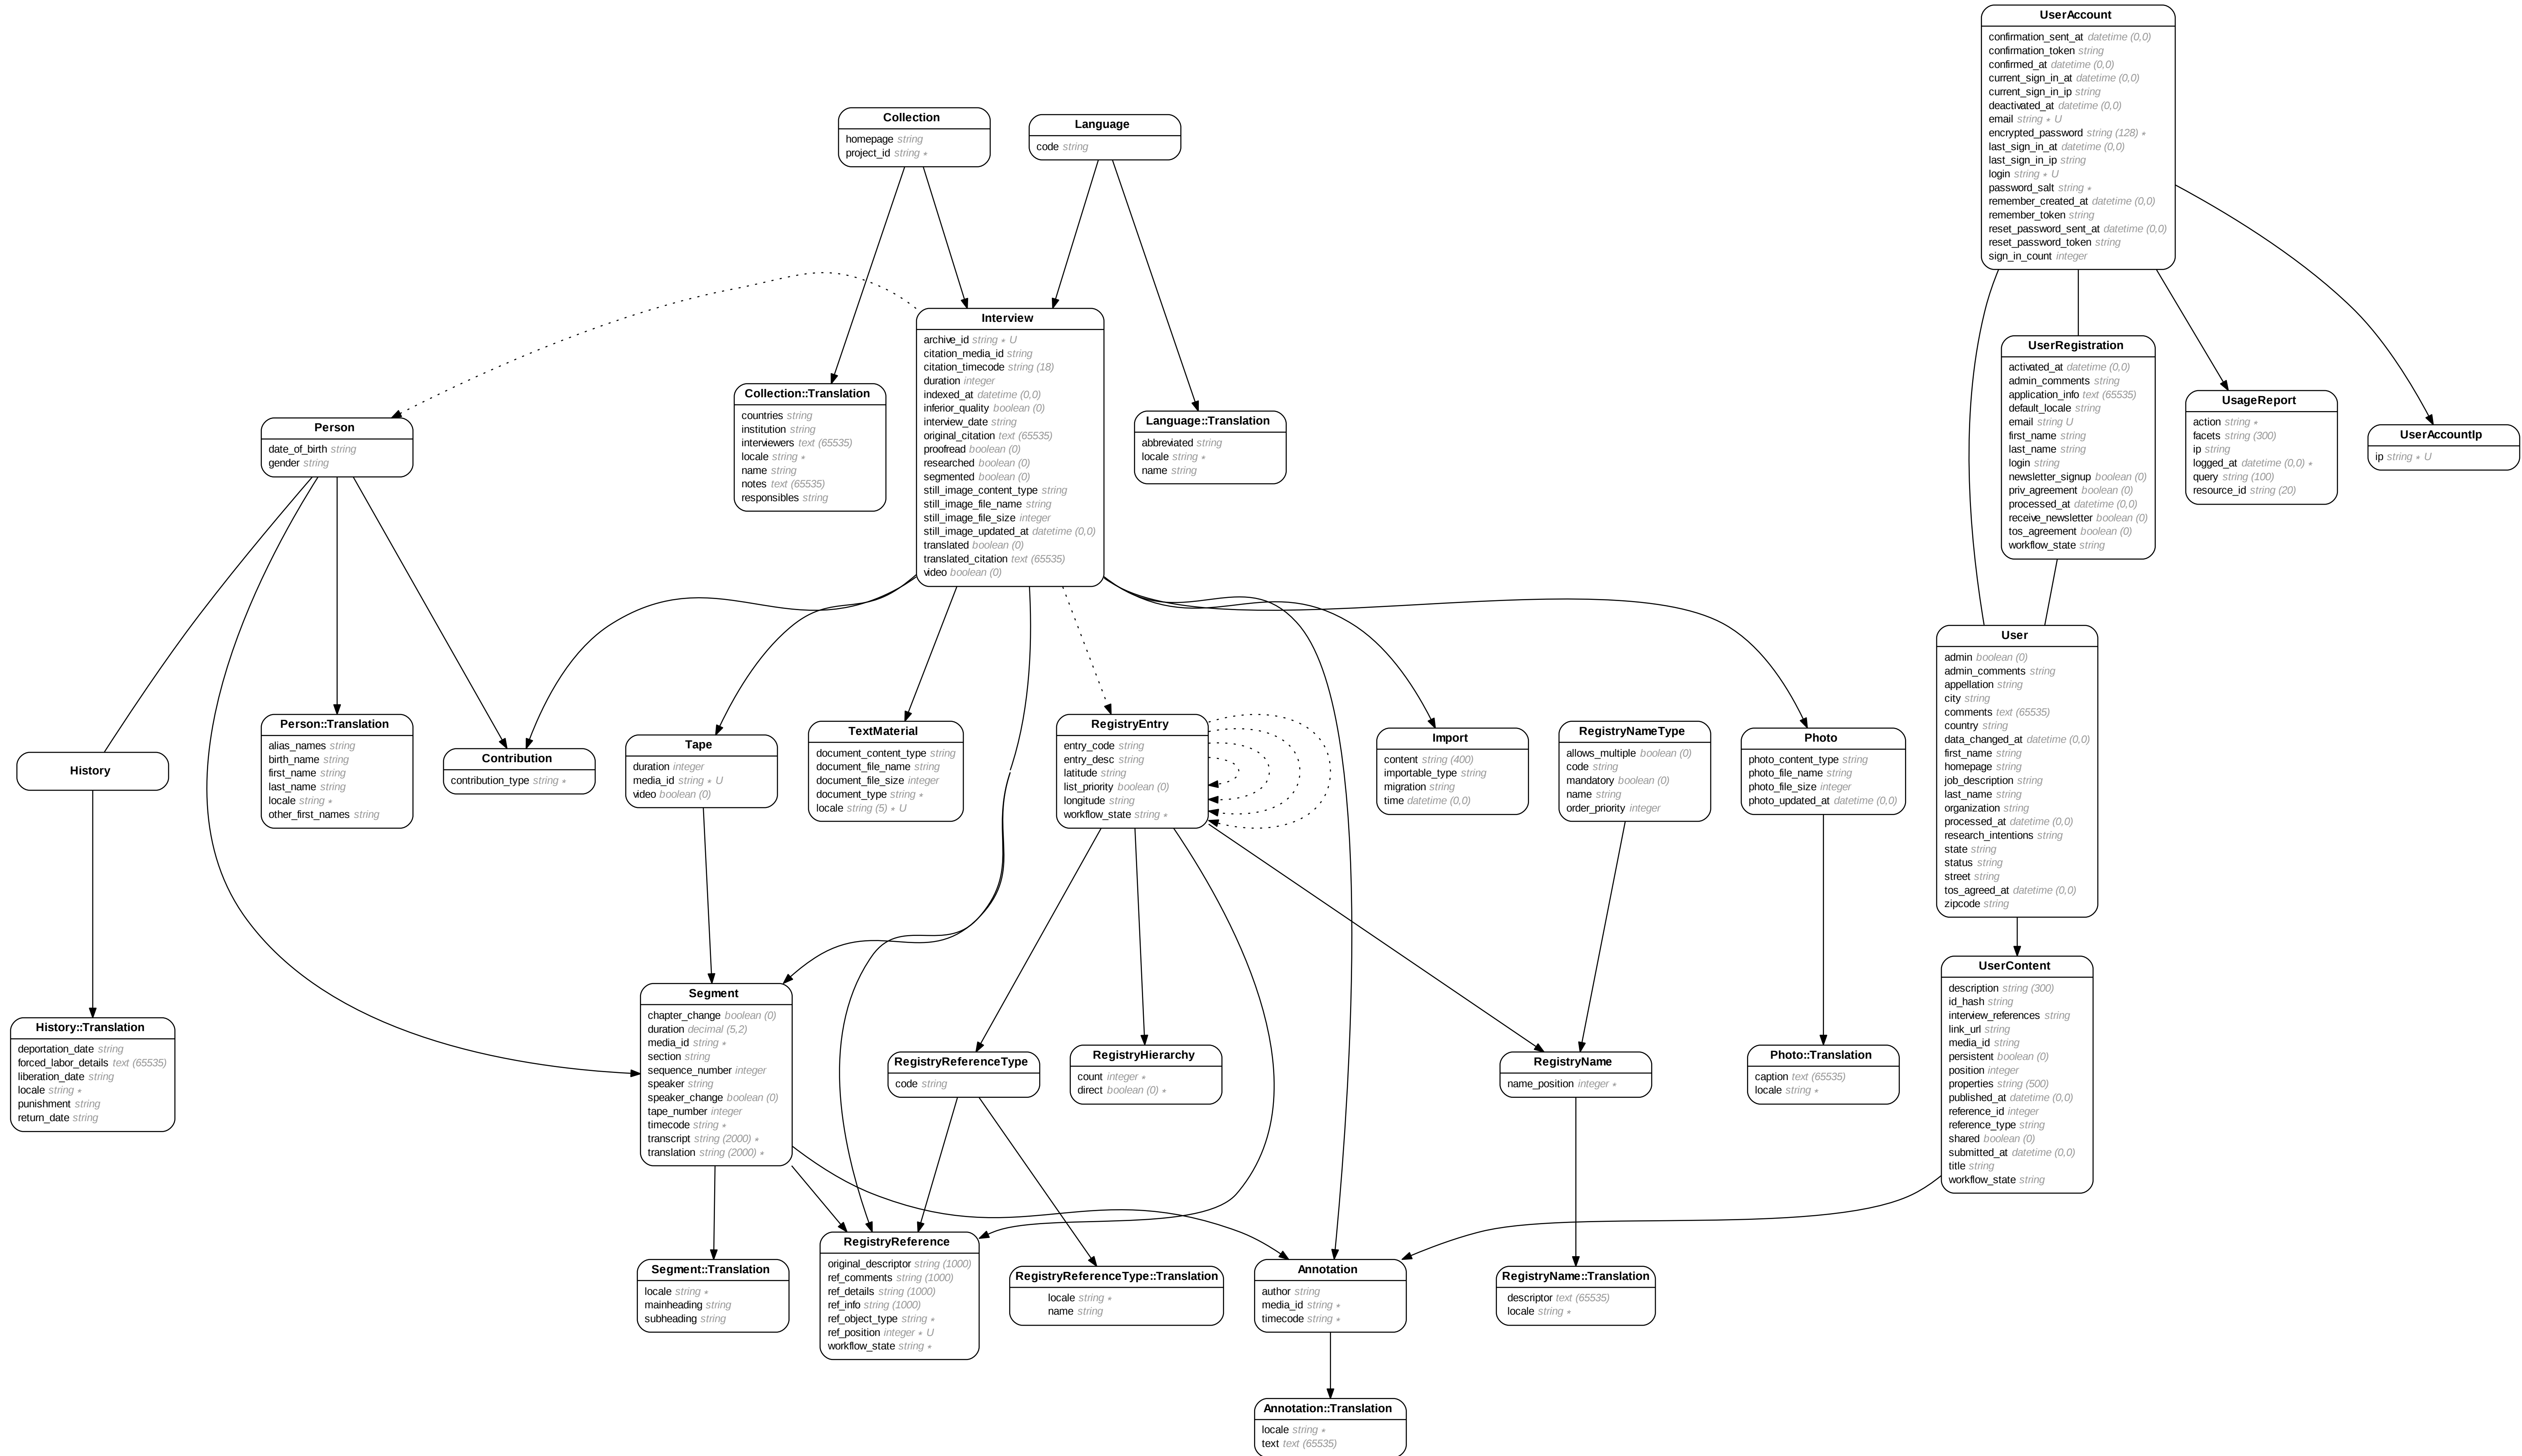 UserAccount
confirmation_sent_at datetime (0,0)
confirmation_token string
confirmed_at datetime (0,0)
current_sign_in_at datetime (0,0)
current_sign_in_ip string
deactivated_at datetime (0,0)
email string ∗ U
encrypted_password string (128) ∗
last_sign_in_at datetime (0,0)
last_sign_in_ip string
login string ∗ U
password_salt string ∗
remember_created_at datetime (0,0)
remember_token string
reset_password_sent_at datetime (0,0)
reset_password_token string
sign_in_count integer
Collection
homepage string
project_id string ∗
Language
code string
Interview
archive_id string ∗ U
citation_media_id string
citation_timecode string (18)
duration integer
indexed_at datetime (0,0)
inferior_quality boolean (0)
interview_date string
original_citation text (65535)
proofread boolean (0)
researched boolean (0)
segmented boolean (0)
still_image_content_type string
still_image_file_name string
still_image_file_size integer
still_image_updated_at datetime (0,0)
translated boolean (0)
translated_citation text (65535)
video boolean (0)
UserRegistration
activated_at datetime (0,0)
admin_comments string
application_info text (65535)
default_locale string
email string U
first_name string
last_name string
login string
newsletter_signup boolean (0)
priv_agreement boolean (0)
processed_at datetime (0,0)
receive_newsletter boolean (0)
tos_agreement boolean (0)
workflow_state string
Collection::Translation
countries string
institution string
interviewers text (65535)
locale string ∗
name string
notes text (65535)
responsibles string
UsageReport
action string ∗
facets string (300)
ip string
logged_at datetime (0,0) ∗
query string (100)
resource_id string (20)
Language::Translation
abbreviated string
locale string ∗
name string
Person
date_of_birth string
gender string
UserAccountIp
ip string ∗ U
User
admin boolean (0)
admin_comments string
appellation string
city string
comments text (65535)
country string
data_changed_at datetime (0,0)
first_name string
homepage string
job_description string
last_name string
organization string
processed_at datetime (0,0)
research_intentions string
state string
status string
street string
tos_agreed_at datetime (0,0)
zipcode string
History
Person::Translation
alias_names string
birth_name string
first_name string
last_name string
locale string ∗
other_first_names string
Contribution
contribution_type string ∗
Tape
duration integer
media_id string ∗ U
video boolean (0)
TextMaterial
document_content_type string
document_file_name string
document_file_size integer
document_type string ∗
locale string (5) ∗ U
RegistryEntry
entry_code string
entry_desc string
latitude string
list_priority boolean (0)
longitude string
workflow_state string ∗
Import
content string (400)
importable_type string
migration string
time datetime (0,0)
RegistryNameType
allows_multiple boolean (0)
code string
mandatory boolean (0)
name string
order_priority integer
Photo
photo_content_type string
photo_file_name string
photo_file_size integer
photo_updated_at datetime (0,0)
UserContent
description string (300)
id_hash string
interview_references string
link_url string
media_id string
persistent boolean (0)
position integer
properties string (500)
published_at datetime (0,0)
reference_id integer
reference_type string
shared boolean (0)
submitted_at datetime (0,0)
title string
workflow_state string
History::Translation
deportation_date string
forced_labor_details text (65535)
liberation_date string
locale string ∗
punishment string
return_date string
Segment
chapter_change boolean (0)
duration decimal (5,2)
media_id string ∗
section string
sequence_number integer
speaker string
speaker_change boolean (0)
tape_number integer
timecode string ∗
transcript string (2000) ∗
translation string (2000) ∗
RegistryReferenceType
code string
RegistryHierarchy
count integer ∗
direct boolean (0) ∗
RegistryName
name_position integer ∗
Photo::Translation
caption text (65535)
locale string ∗
Segment::Translation
locale string ∗
mainheading string
subheading string
RegistryReference
original_descriptor string (1000)
ref_comments string (1000)
ref_details string (1000)
ref_info string (1000)
ref_object_type string ∗
ref_position integer ∗ U
workflow_state string ∗
RegistryReferenceType::Translation
locale string ∗
name string
Annotation
author string
media_id string ∗
timecode string ∗
RegistryName::Translation
descriptor text (65535)
locale string ∗
Annotation::Translation
locale string ∗
text text (65535)